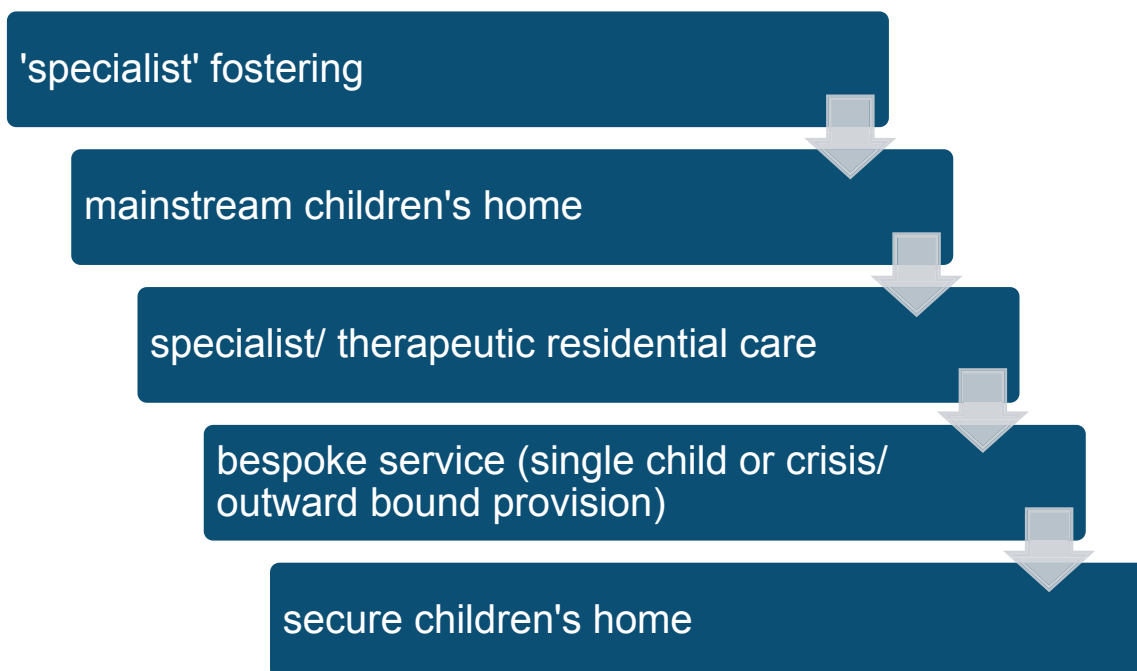 'specialist' fostering
mainstream children's home
specialist/ therapeutic residential care
bespoke service (single child or crisis/
outward bound provision)
secure children's home